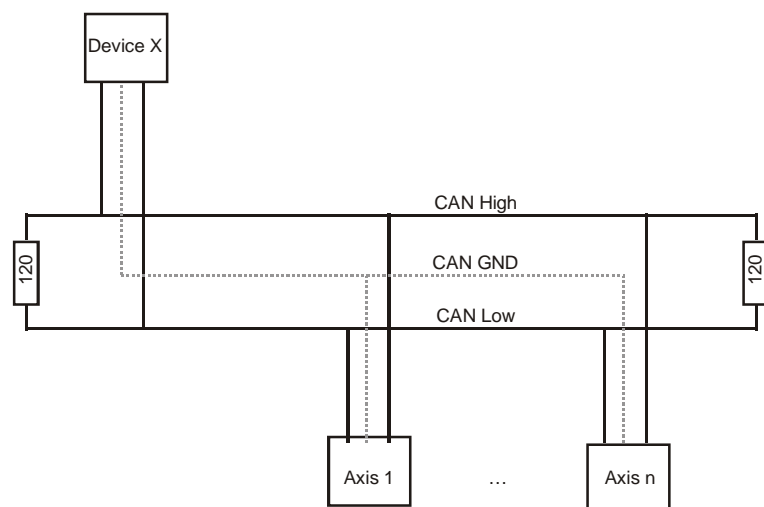 Device X
CAN High
120
CAN GND
120
CAN Low
Axis 1
…
Axis n